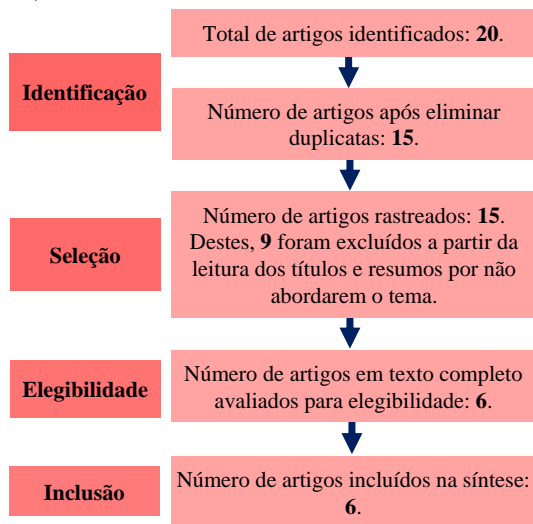 Total de artigos identificados: 20.
Identificação
Número de artigos após eliminar
duplicatas: 15.
Número de artigos rastreados: 15.
Destes, 9 foram excluídos a partir da
leitura dos títulos e resumos por não
abordarem o tema.
Seleção
Número de artigos em texto completo
avaliados para elegibilidade: 6.
Elegibilidade
Número de artigos incluídos na síntese:
6.
Inclusão